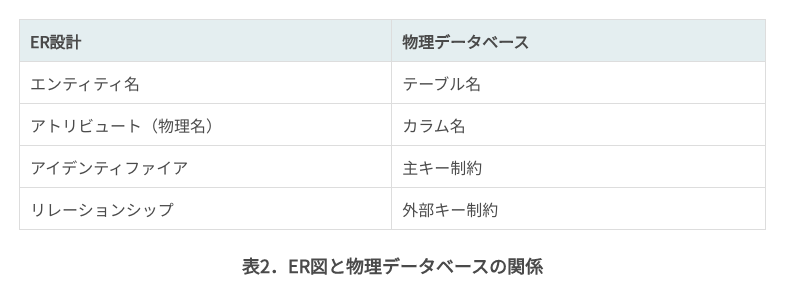 ER設計 物理データベース
エンティティ名 テーブル名
アトリビュート（物理名） カラム名
アイデンティファイア 主キー制約
リレーションシップ 外部キー制約
表2．ER図と物理データベースの関係